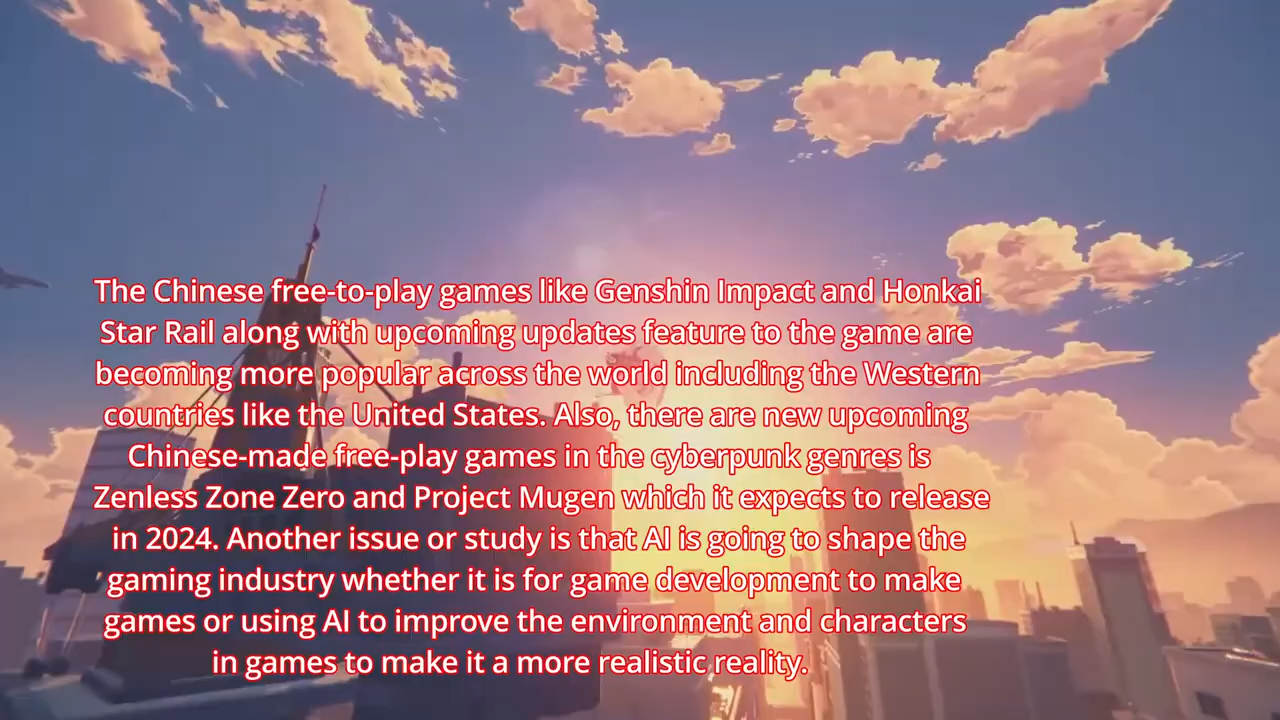 The Chinese free-to-play games like Genshin Impact and Honkai
Star Rail along with upcoming updates feature to the game are
becoming more popular across the world including the Western
countries like the United States. Also, there are new upcoming
Chinese-made free-play games in the cyberpunk genres is
Zenless Zone Zero and Project Mugen which it expects to release
in 2024. Another issue or study is that AI is going to shape the
gaming industry whether it is for game development to make
games or using AI to improve the environment and characters
in games to make it a more realistic reality.